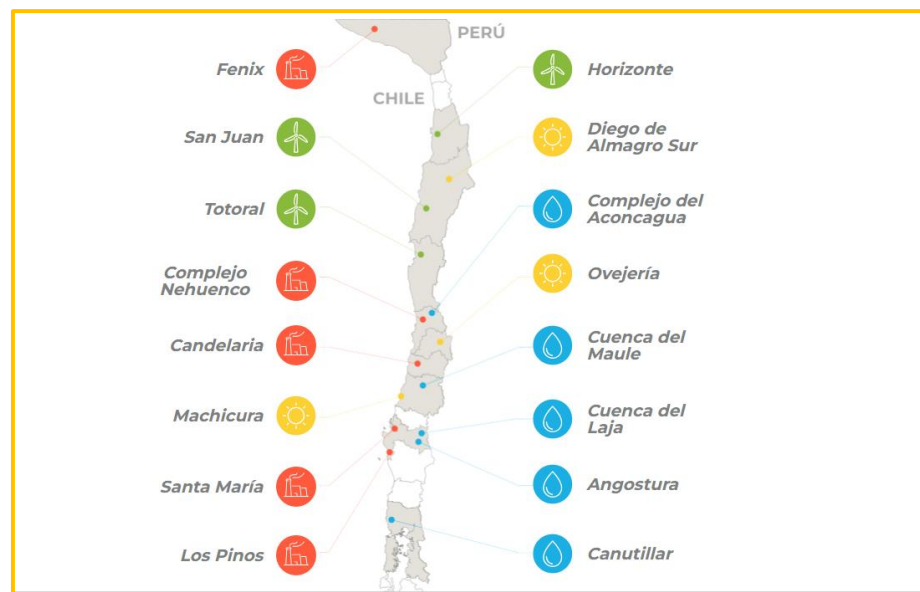 PERÚ
CHILE
Fenix
San Juan
Totoral
Complejo
Nehuenco
Candelaria
Machicura
Santa María
Los Pinos
Horizonte
Diego de
Almagro Sur
Complejo del
Aconcagua
Ovejería
Cuenca del
Maule
Cuenca del
Laja
Angostura
Canutillar